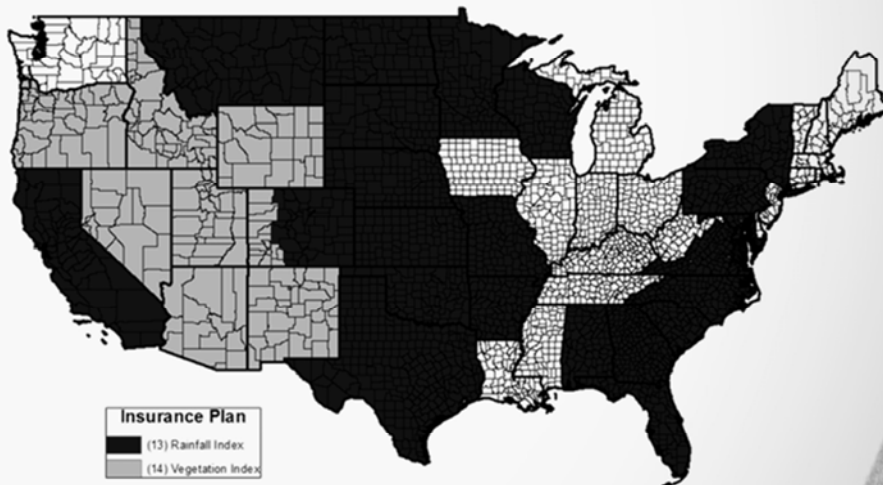 Insurance Plan
(13) Rainfall Index
(14) Vegetation Index